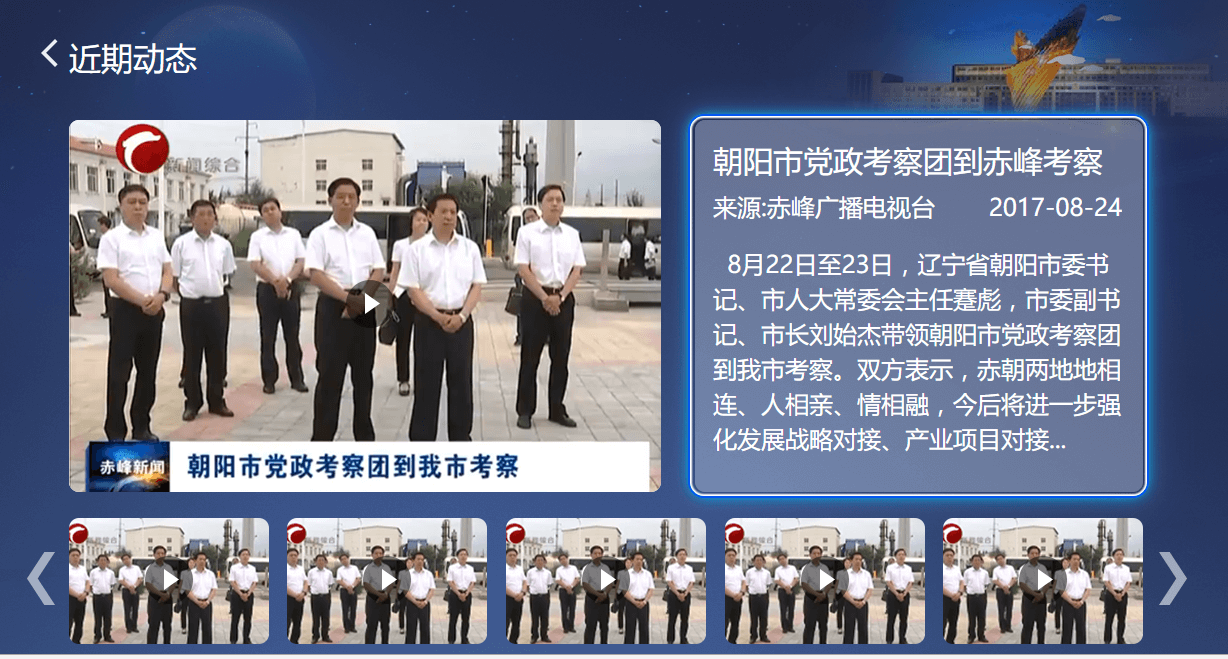 近期动态
新闻综合
朝阳市党政考察团到赤峰考察
来源:赤峰广播电视台 2017-08-24
8月22日至23日，辽宁省朝阳市委书
记、市人大常委会主任蹇彪，市委副书
记、市长刘始杰带领朝阳市党政考察团
到我市考察。双方表示，赤朝两地地相
连、人相亲、情相融，今后将进一步强
化发展战略对接、产业项目对接...
赤峰新闻 朝阳市党政考察团到我市考察